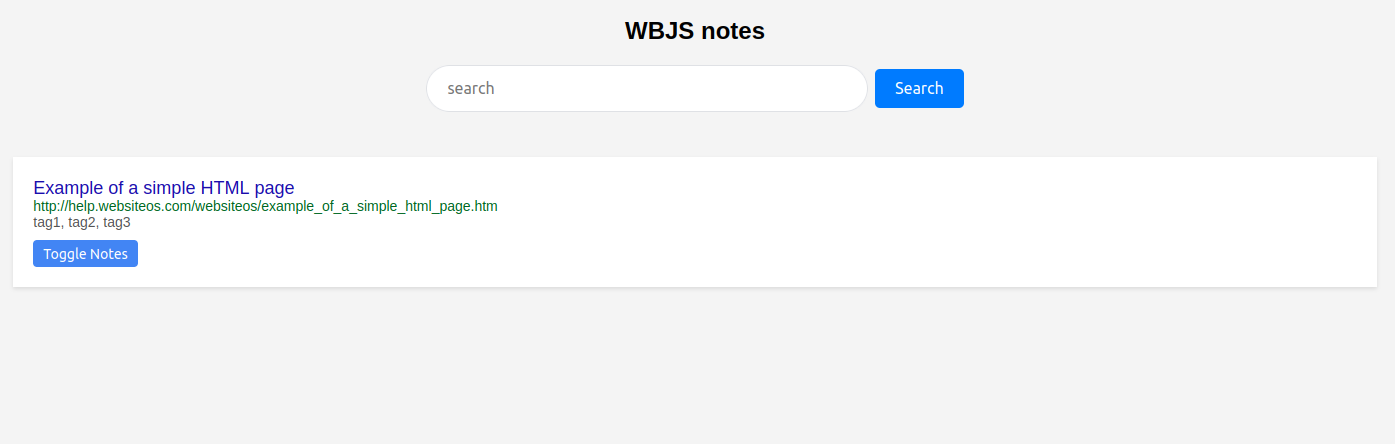 WBJS notes
search
Search
Example of a simple HTML page
http://help.websiteos.com/websiteos/example_of_a_simple_html_page.htm
tag1, tag2, tag3
Toggle Notes